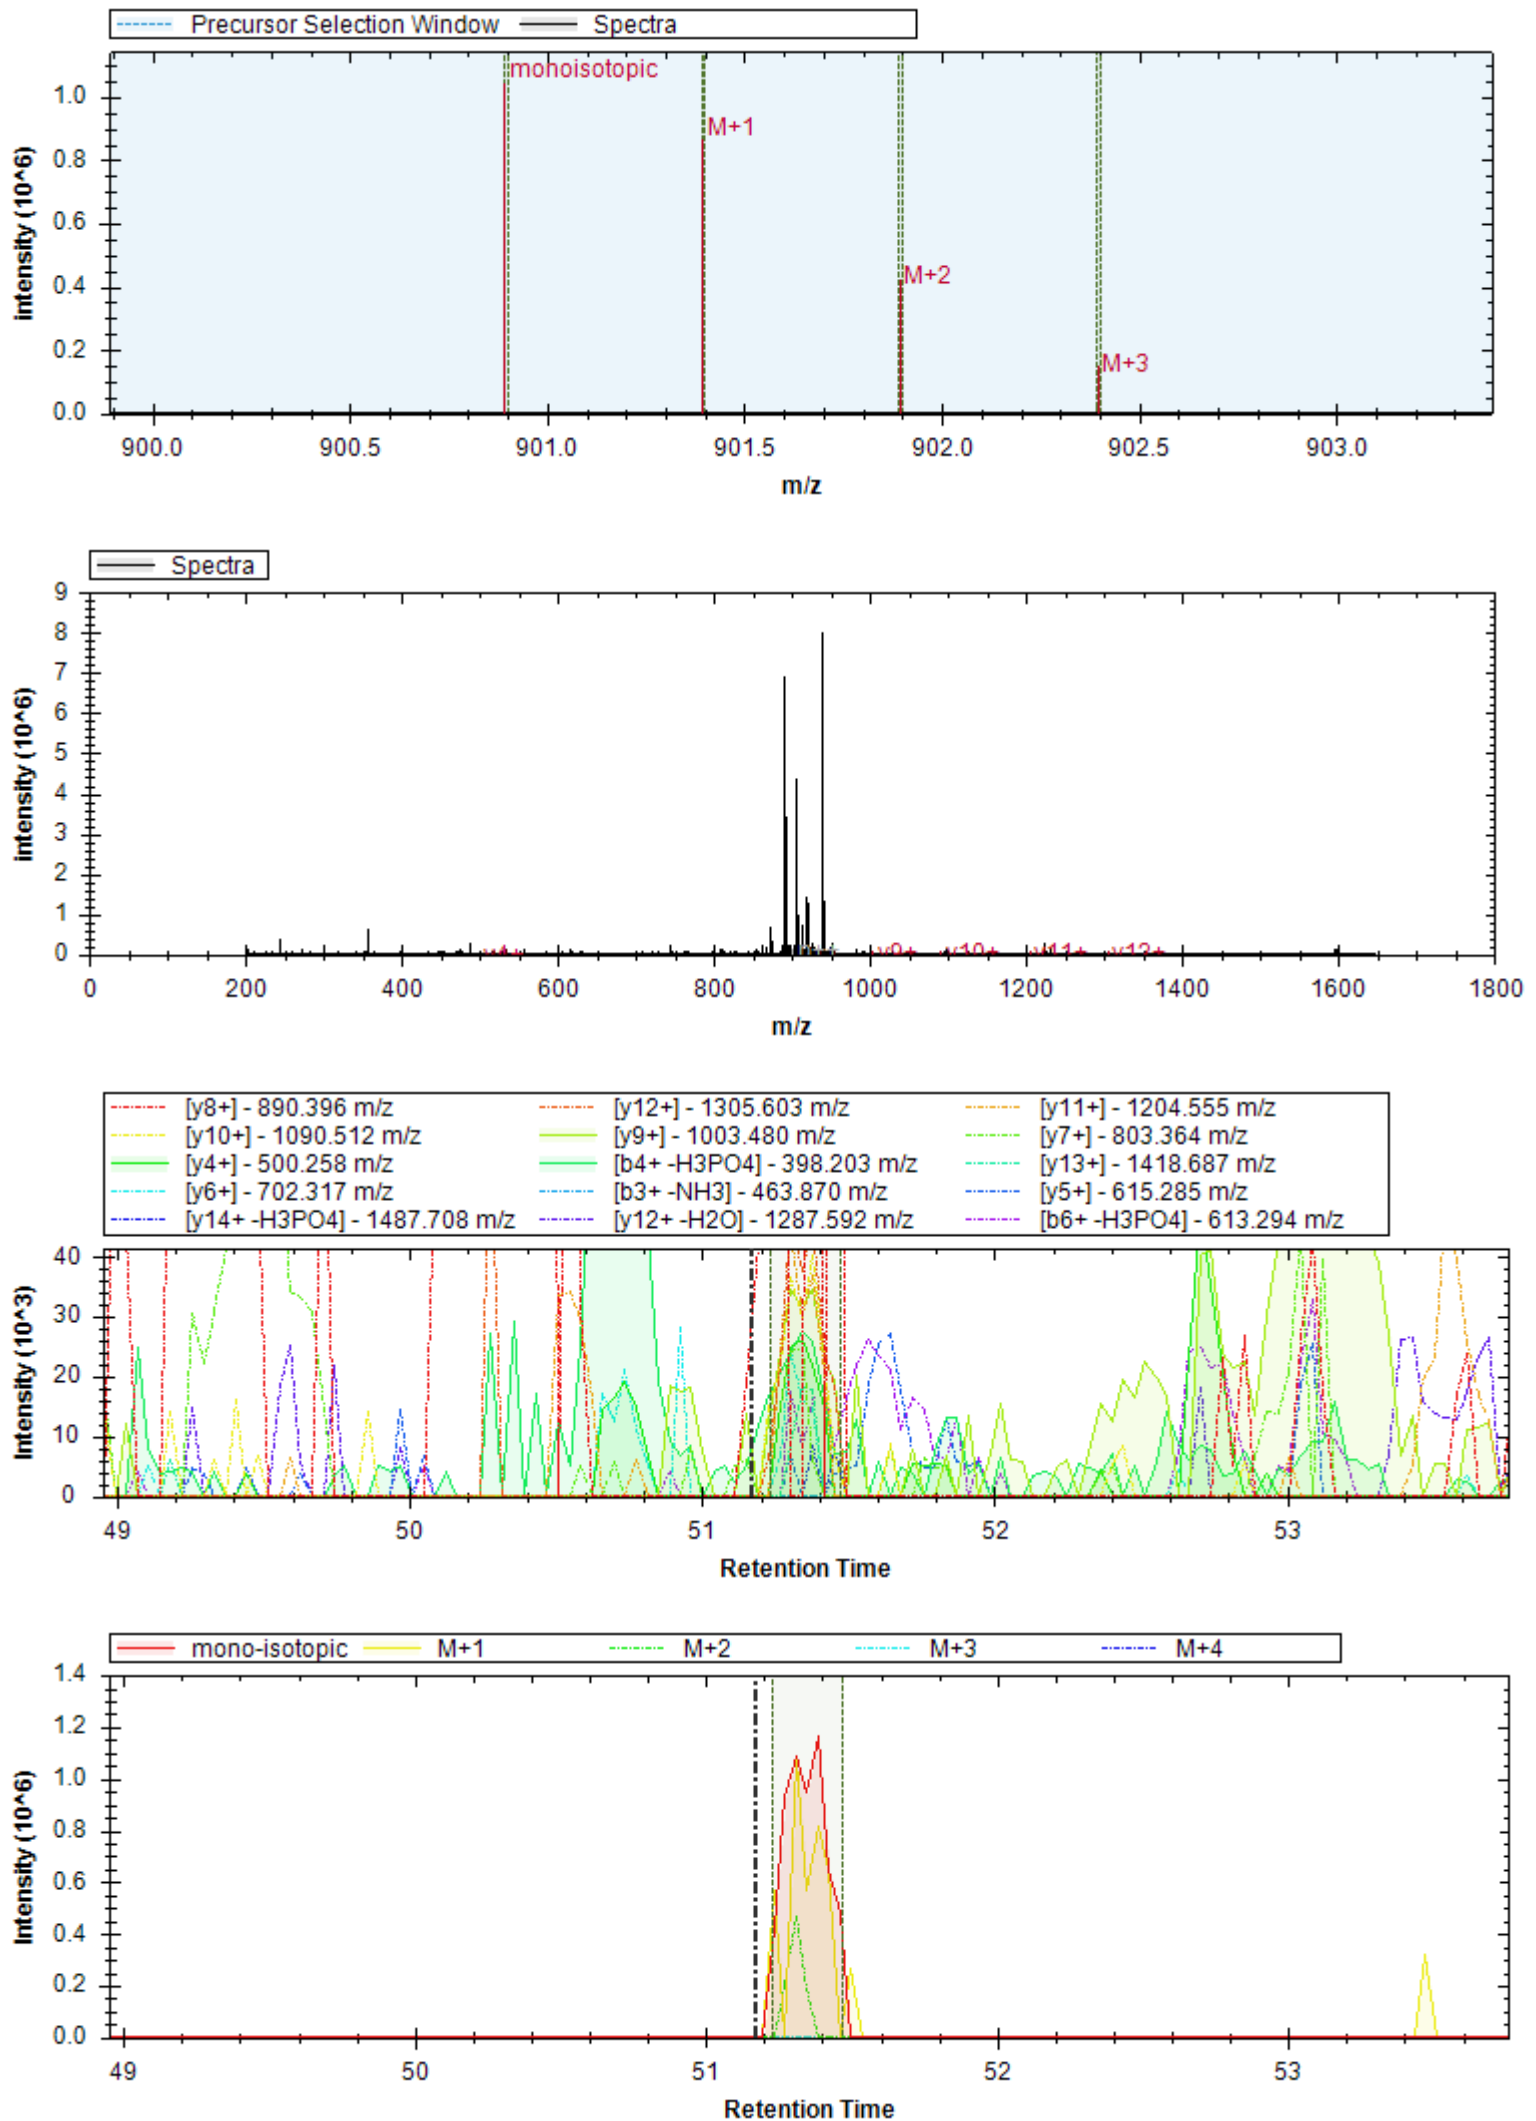 Precursor Selection Window Spectra
monoisotopic
M+1
M+2
M+3
intensity (10^6)
1.0
0.8
0.6
0.4
0.2
0.0
900.0 900.5 901.0 901.5 902.0 902.5 903.0
m/z
Spectra
intensity (10^6)
9
8
7
6
5
4
3
2
1
0
y9+ y10+ y11+ y12+
0 200 400 600 800 1000 1200 1400 1600 1800
m/z
[y8+] - 890.396 m/z [y12+] - 1305.603 m/z [y11+] - 1204.555 m/z
[y10+] - 1090.512 m/z [y9+] - 1003.480 m/z [y7+] - 803.364 m/z
[y4+] - 500.258 m/z [b4+ -H3PO4] - 398.203 m/z [y13+] - 1418.687 m/z
[y6+] - 702.317 m/z [b3+ -NH3] - 463.870 m/z [y5+] - 615.285 m/z
[y14+ -H3PO4] - 1487.708 m/z [y12+ -H2O] - 1287.592 m/z [b6+ -H3PO4] - 613.294 m/z
Intensity (10^3)
40
30
20
10
0
49 50 51 52 53
Retention Time
mono-isotopic M+1 M+2 M+3 M+4
Intensity (10^6)
1.4
1.2
1.0
0.8
0.6
0.4
0.2
0.0
49 50 51 52 53
Retention Time